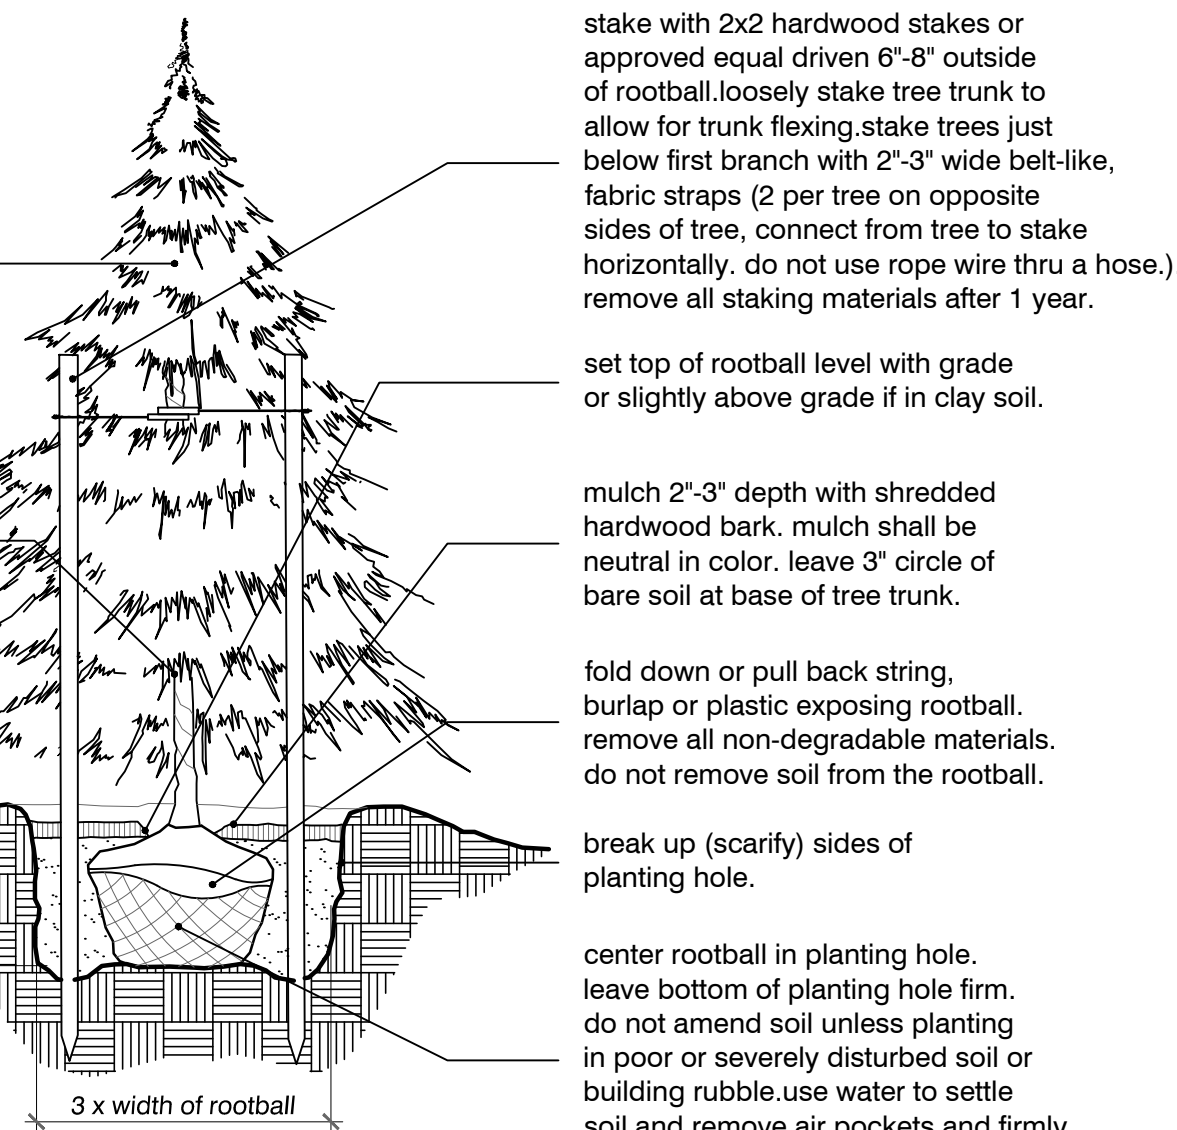 stake with 2x2 hardwood stakes or
approved equal driven 6"-8" outside
of rootball.loosely stake tree trunk to
allow for trunk flexing.stake trees just
below first branch with 2"-3" wide belt-like,
fabric straps (2 per tree on opposite
sides of tree, connect from tree to stake
horizontally. do not use rope wire thru a hose.)
remove all staking materials after 1 year.
set top of rootball level with grade
or slightly above grade if in clay soil.
mulch 2"-3" depth with shredded
hardwood bark. mulch shall be
neutral in color. leave 3" circle of
bare soil at base of tree trunk.
fold down or pull back string,
burlap or plastic exposing rootball.
remove all non-degradable materials.
do not remove soil from the rootball.
break up (scarify) sides of
planting hole.
center rootball in planting hole.
leave bottom of planting hole firm.
do not amend soil unless planting
in poor or severely disturbed soil or
building rubble.use water to settle
soil and remove air pockets and firmly
3 x width of rootball